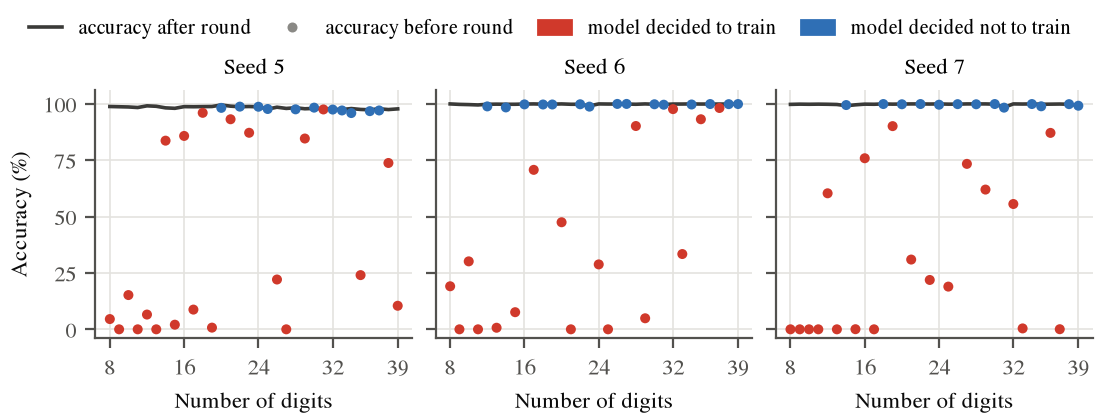 accuracy after round accuracy before round model decided to train model decided not to train
Seed 5 Seed 6 Seed 7
Accuracy (%)
100
75
50
25
0
8 16 24 32 39 8 16 24 32 39 8 16 24 32 39
Number of digits Number of digits Number of digits